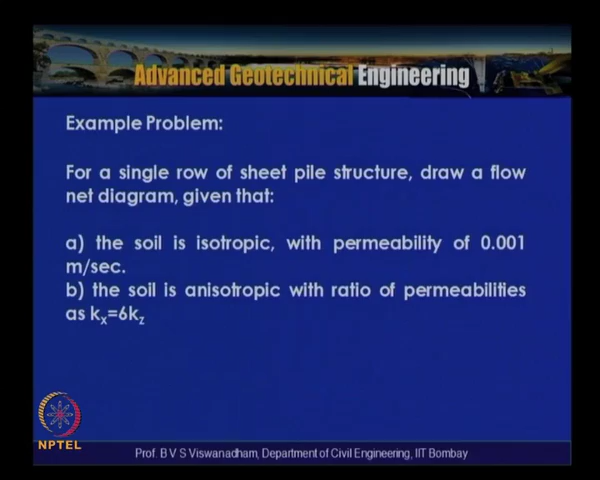 Advanced Geotechnical Engineering
Example Problem:
For a single row of sheet pile structure, draw a flow
net diagram, given that:
a) the soil is isotropic, with permeability of 0.001
m/sec.
b) the soil is anisotropic with ratio of permeabilities
as kₓ=6k_z
NPTEL
Prof. B V S Viswanadham, Department of Civil Engineering, IIT Bombay